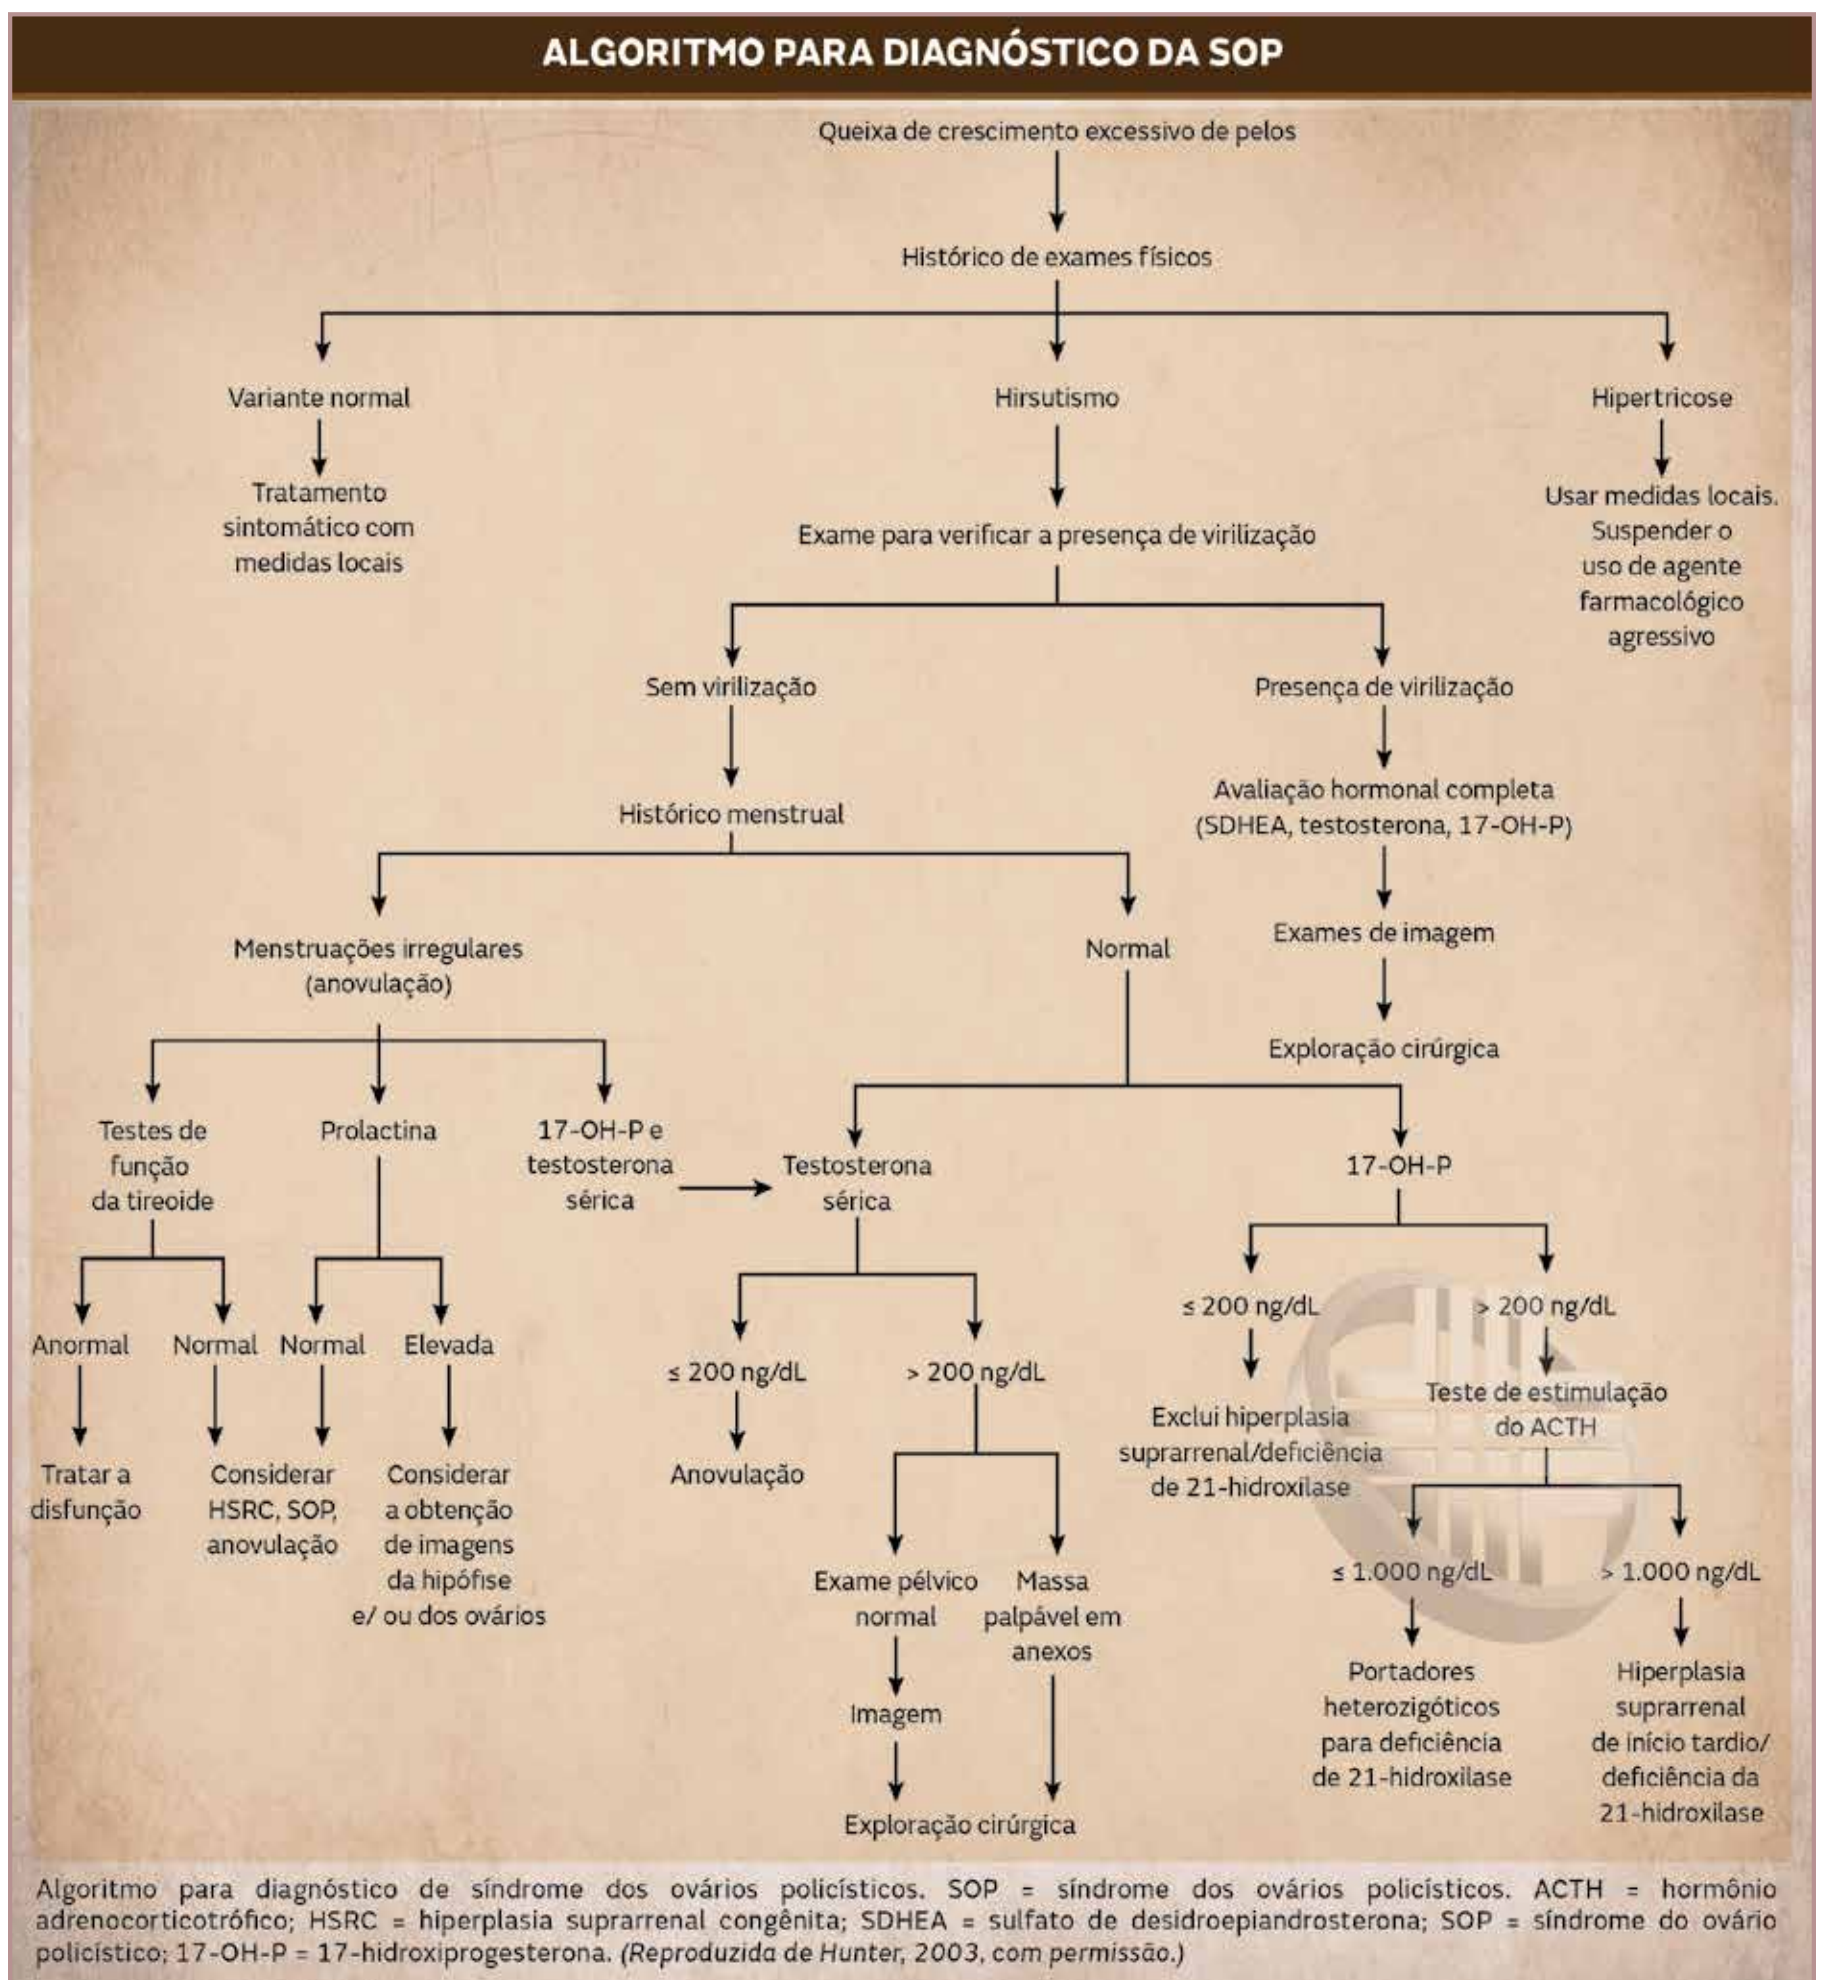 ALGORITMO PARA DIAGNÓSTICO DA SOP
Queixa de crescimento excessivo de pelos
Histórico de exames físicos
Variante normal
Hirsutismo
Hipertricose
Tratamento
sintomático com
medidas locais
Usar medidas locais.
Suspender o
uso de agente
farmacológico
agressivo
Exame para verificar a presença de virilização
Sem virilização
Presença de virilização
Histórico menstrual
Avaliação hormonal completa
(SDHEA, testosterona, 17-OH-P)
Exames de imagem
Exploração cirúrgica
Menstruações irregulares
(anovulação)
Normal
Testes de
função
da tireoide
Prolactina
17-OH-P e
testosterona
sérica
Testosterona
sérica
17-OH-P
Anormal
Normal
Normal
Elevada
≤ 200 ng/dL
> 200 ng/dL
≤ 200 ng/dL
> 200 ng/dL
Tratar a
disfunção
Considerar
HSRC, SOP,
anovulação
Considerar
a obtenção
de imagens
da hipófise
e/ ou dos ovários
Anovulação
Exclui hiperplasia
suprarrenal/deficiência
de 21-hidroxilase
Teste de estimulação
do ACTH
Exame pélvico
normal
Massa
palpável em
anexos
≤ 1.000 ng/dL
> 1.000 ng/dL
Imagem
Exploração cirúrgica
Portadores
heterozigóticos
para deficiência
de 21-hidroxilase
Hiperplasia
suprarrenal
de início tardio/
deficiência da
21-hidroxilase
Algoritmo para diagnóstico de síndrome dos ovários policísticos. SOP = síndrome dos ovários policísticos. ACTH = hormônio
adrenocorticotrófico; HSRC = hiperplasia suprarrenal congênita; SDHEA = sulfato de desidroepiandrosterona; SOP = síndrome do ovário
policístico; 17-OH-P = 17-hidroxiprogesterona. (Reproduzida de Hunter, 2003, com permissão.)